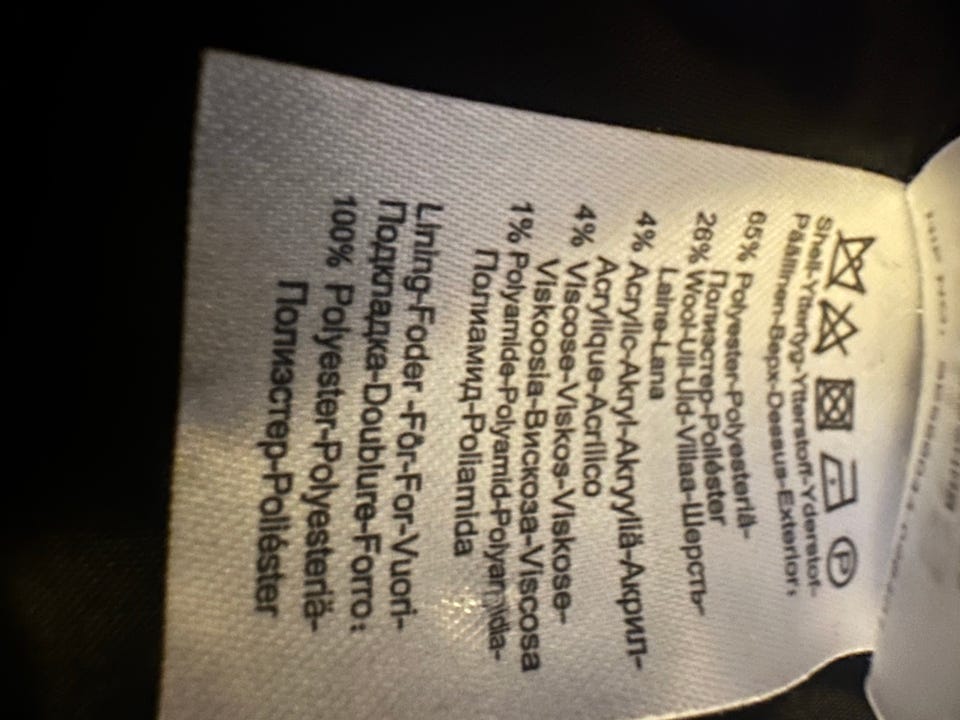 P
Shell-Yttertyg-Ytterstoff-Yderstof-
Päällinen-Верх-Dessus-Exterior:
65% Polyester-Polyesteriä-
Полиэстер-Poliéster
26% Wool-Ull-Uld-Villaa-Шерсть-
Laine-Lana
4% Acrylic-Akryl-Akryyliä-Акрил-
Acrylique-Acrílico
4% Viscose-Viskos-Viskose-
Viskoosia-Вискоза-Viscosa
1% Polyamide-Polyamid-Polyamidia-
Полиамид-Poliamida
Lining-Foder -Fôr-For-Vuori-
Подкладка-Doublure-Forro:
100% Polyester-Polyesteriä-
Полиэстер-Poliéster